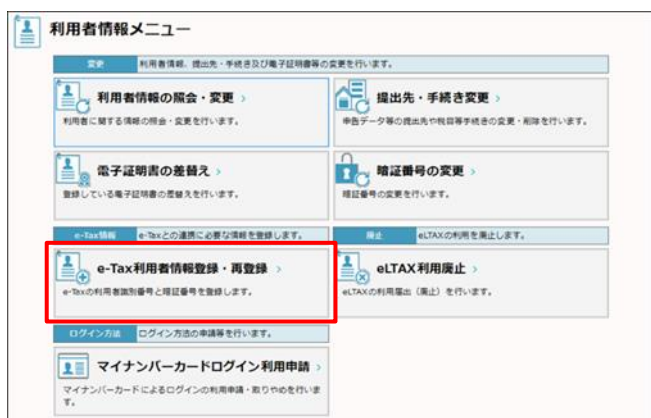 利用者情報メニュー
変更 利用者情報、提出先・手続き及び電子証明書等の変更を行います。
利用者情報の照会・変更
利用者に関する情報の照会・変更を行います。
提出先・手続き変更
申告データ等の提出先や税目等手続きの変更・削除を行います。
電子証明書の差替え
登録している電子証明書の差替えを行います。
暗証番号の変更
暗証番号の変更を行います。
e-Tax情報 e-Taxとの連携に必要な情報を登録します。
廃止 eLTAXの利用を廃止します。
e-Tax利用者情報登録・再登録
e-Taxの利用者識別番号と暗証番号を登録します。
eLTAX利用廃止
eLTAXの利用届出（廃止）を行います。
ログイン方法 ログイン方法の申請等を行います。
マイナンバーカードログイン利用申請
マイナンバーカードによるログインの利用申請・取りやめを行いま
す。